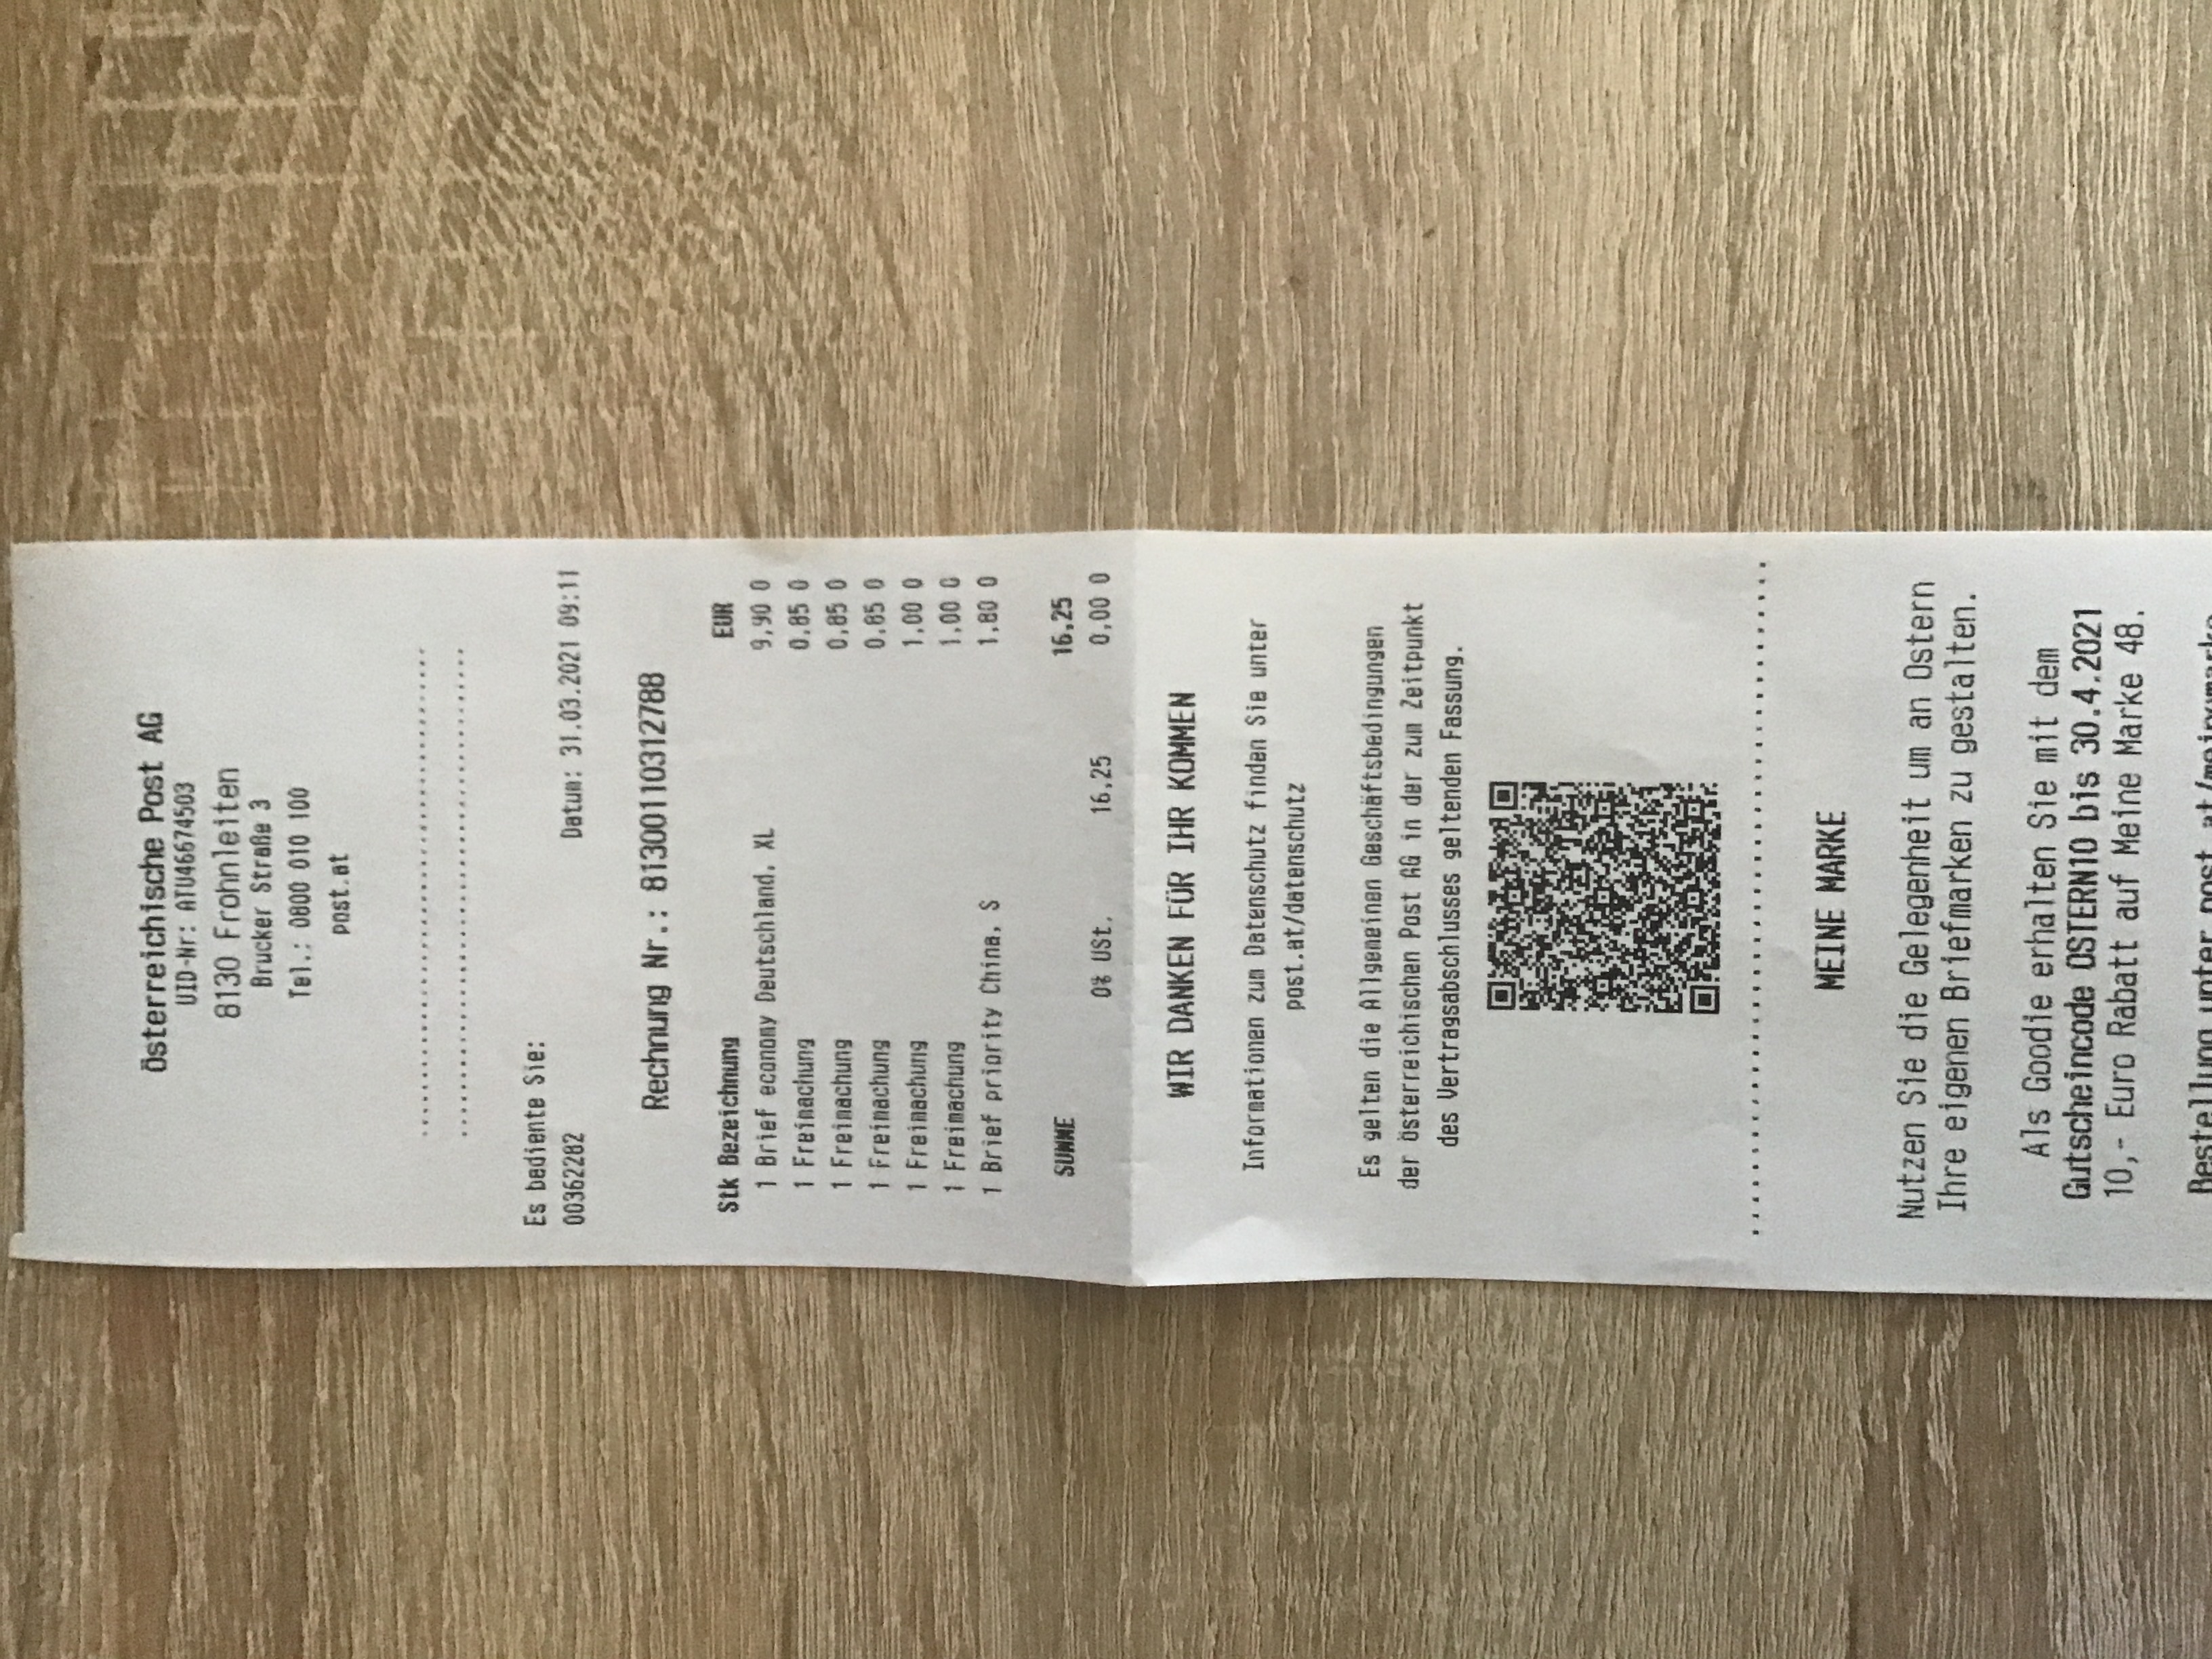 Österreichische Post AG
UID-Nr: ATU46674503
8130 Frohnleiten
Brucker Straße 3
Tel.: 0800 010 100
post.at
Es bediente Sie:
00362282 Datum: 31.03.2021 09:11
Rechnung Nr.: 8130011031312788
Stk Bezeichnung EUR
1 Brief economy Deutschland, XL 9,90 0
1 Freimachung 0,85 0
1 Freimachung 0,85 0
1 Freimachung 0,85 0
1 Freimachung 1,00 0
1 Freimachung 1,00 0
1 Brief priority China, S 1,80 0
SUMME 16,25
0% USt. 16,25 0,00 0
WIR DANKEN FÜR IHR KOMMEN
Informationen zum Datenschutz finden Sie unter
post.at/datenschutz
Es gelten die Allgemeinen Geschäftsbedingungen
der Österreichischen Post AG in der zum Zeitpunkt
des Vertragsabschlusses geltenden Fassung.
MEINE MARKE
Nutzen Sie die Gelegenheit um an Ostern
Ihre eigenen Briefmarken zu gestalten.
Als Goodie erhalten Sie mit dem
Gutscheincode OSTERN10 bis 30.4.2021
10,- Euro Rabatt auf Meine Marke 48.
Bestellung unter post.at/meinemarke